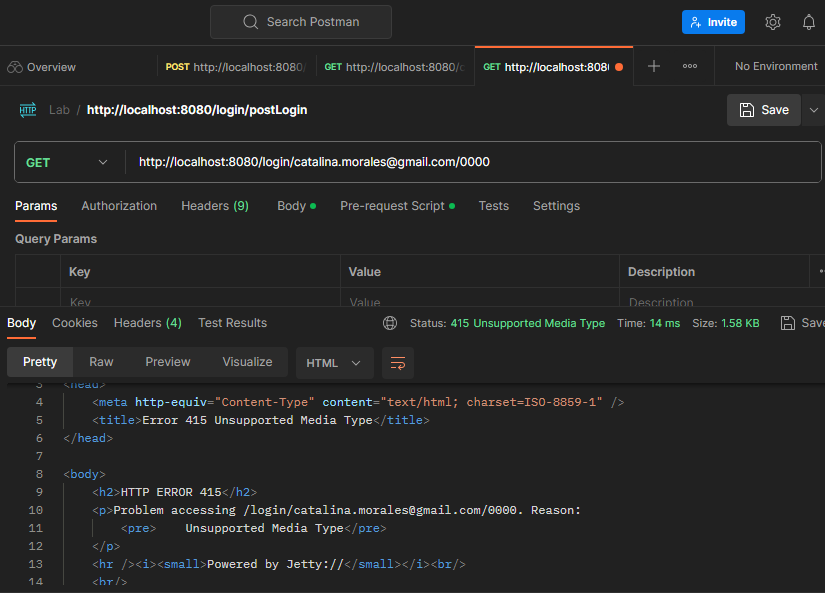 Search Postman
Invite
Overview
POST http://localhost:8080/
GET http://localhost:8080/c
GET http://localhost:808
No Environment
HTTP Lab / http://localhost:8080/login/postLogin
Save
GET http://localhost:8080/login/catalina.morales@gmail.com/0000
Params Authorization Headers (9) Body Pre-request Script Tests Settings
Query Params
Key Value Description
Key Value Description
Body Cookies Headers (4) Test Results Status: 415 Unsupported Media Type Time: 14 ms Size: 1.58 KB Save
Pretty Raw Preview Visualize HTML
3 <head>
4 <meta http-equiv="Content-Type" content="text/html; charset=ISO-8859-1" />
5 <title>Error 415 Unsupported Media Type</title>
6 </head>
7
8 <body>
9 <h2>HTTP ERROR 415</h2>
10 <p>Problem accessing /login/catalina.morales@gmail.com/0000. Reason:
11 <pre>    Unsupported Media Type</pre>
12 </p>
13 <hr /><i><small>Powered by Jetty://</small></i><br/>
14 <br/>